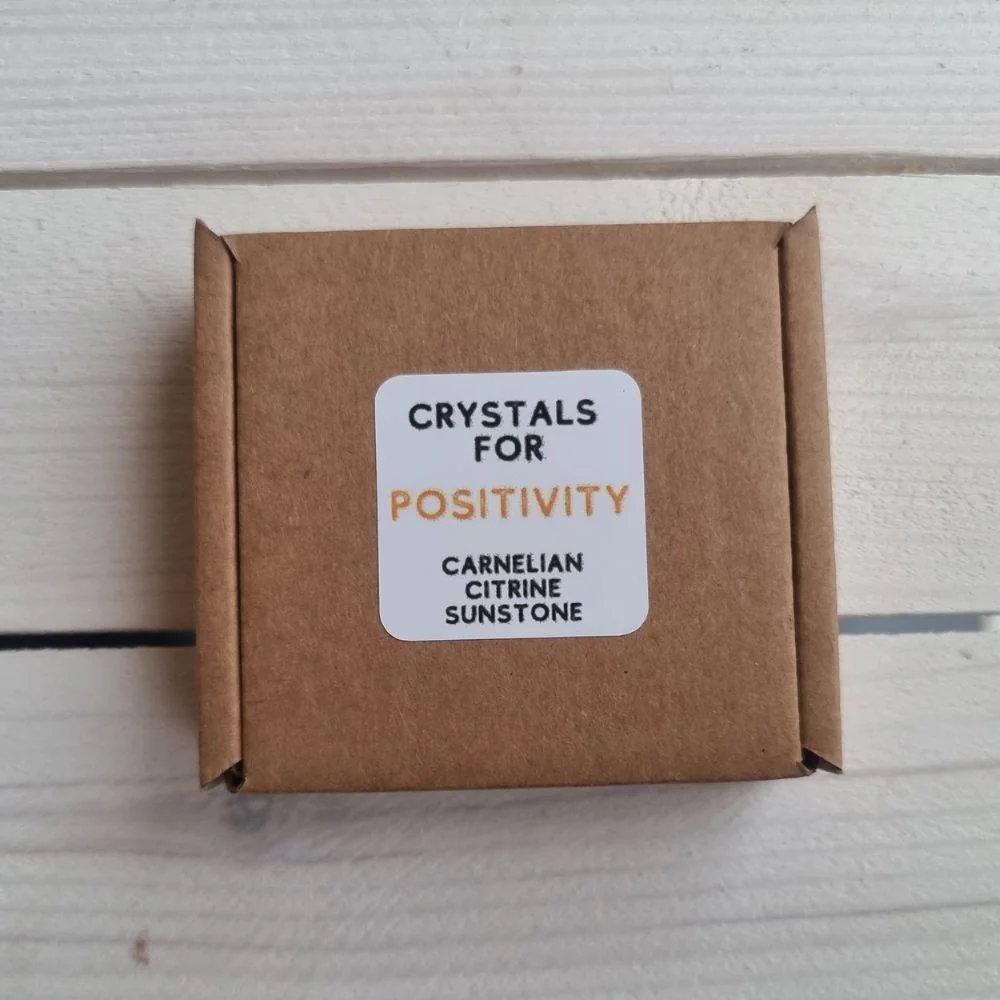 CRYSTALS
FOR
POSITIVITY
CARNELIAN
CITRINE
SUNSTONE